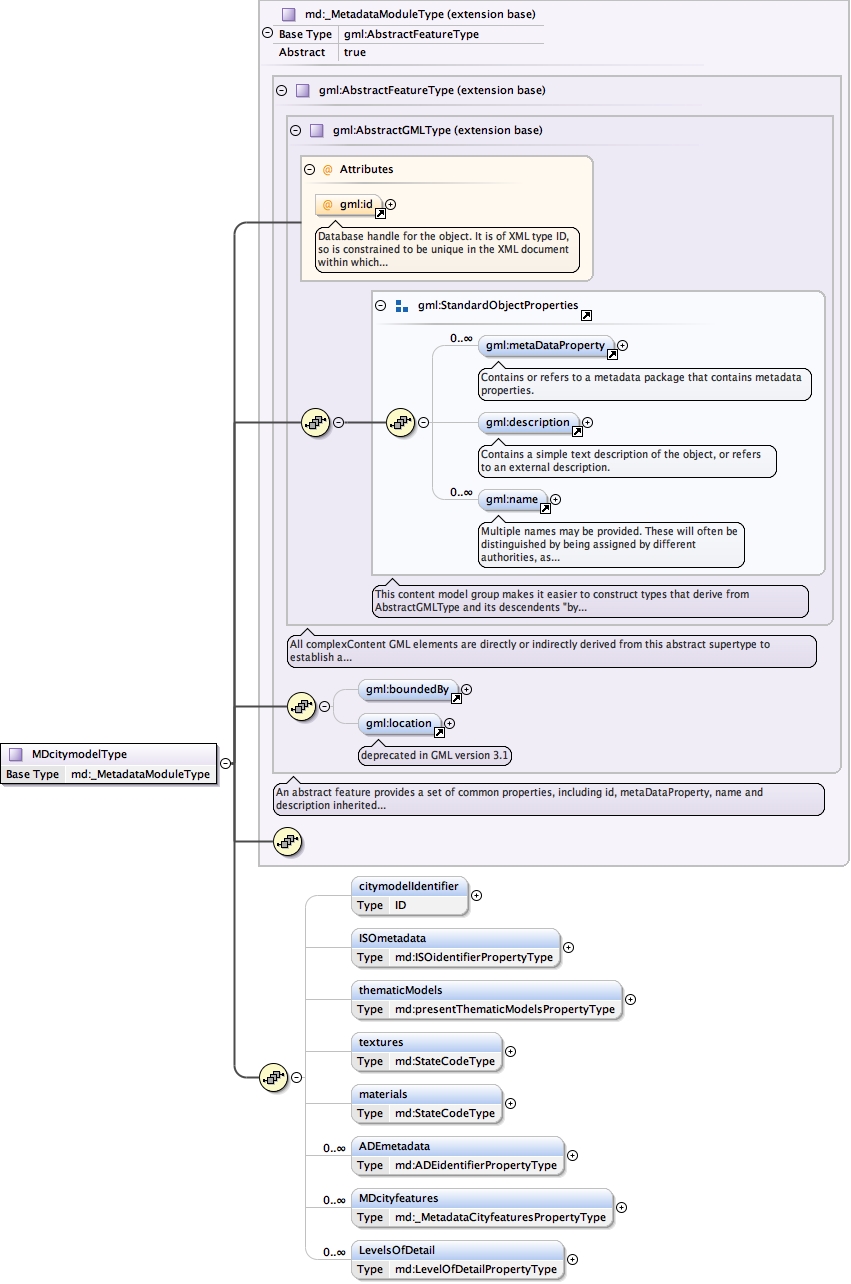 md:_MetadataModuleType (extension base)
Base Type gml:AbstractFeatureType
Abstract true
gml:AbstractFeatureType (extension base)
gml:AbstractGMLType (extension base)
@ Attributes
@ gml:id
Database handle for the object. It is of XML type ID,
so is constrained to be unique in the XML document
within which...
gml:StandardObjectProperties
0..∞
gml:metaDataProperty
Contains or refers to a metadata package that contains metadata
properties.
gml:description
Contains a simple text description of the object, or refers
to an external description.
0..∞
gml:name
Multiple names may be provided. These will often be
distinguished by being assigned by different
authorities, as...
This content model group makes it easier to construct types that derive from
AbstractGMLType and its descendents "by...
All complexContent GML elements are directly or indirectly derived from this abstract supertype to
establish a...
gml:boundedBy
gml:location
deprecated in GML version 3.1
MDcitymodelType
Base Type md:_MetadataModuleType
An abstract feature provides a set of common properties, including id, metaDataProperty, name and
description inherited...
citymodelIdentifier
Type ID
ISOmetadata
Type md:ISOidentifierPropertyType
thematicModels
Type md:presentThematicModelsPropertyType
textures
Type md:StateCodeType
materials
Type md:StateCodeType
0..∞
ADEmetadata
Type md:ADEidentifierPropertyType
0..∞
MDcityfeatures
Type md:_MetadataCityfeaturesPropertyType
0..∞
LevelsOfDetail
Type md:LevelOfDetailPropertyType